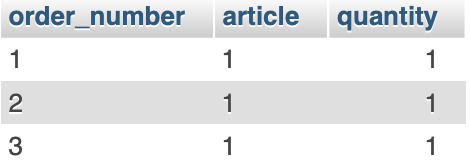 order_number article quantity
1 1 1
2 1 1
3 1 1